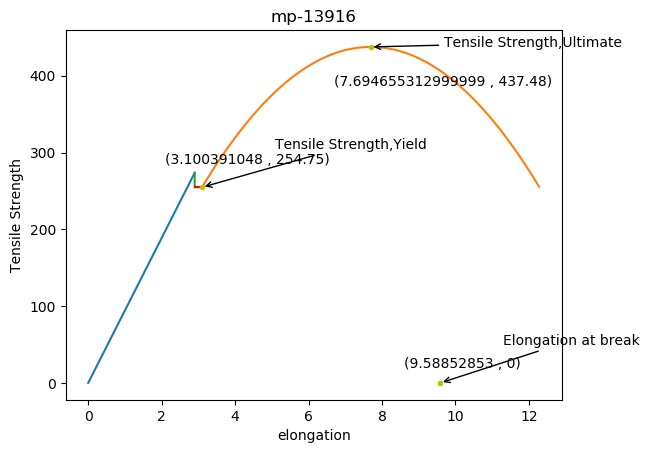 mp-13916
Tensile Strength,Ultimate
(7.694655312999999 , 437.48)
Tensile Strength,Yield
(3.100391048 , 254.75)
Elongation at break
(9.58852853 , 0)
400
300
200
100
0
Tensile Strength
0 2 4 6 8 10 12
elongation